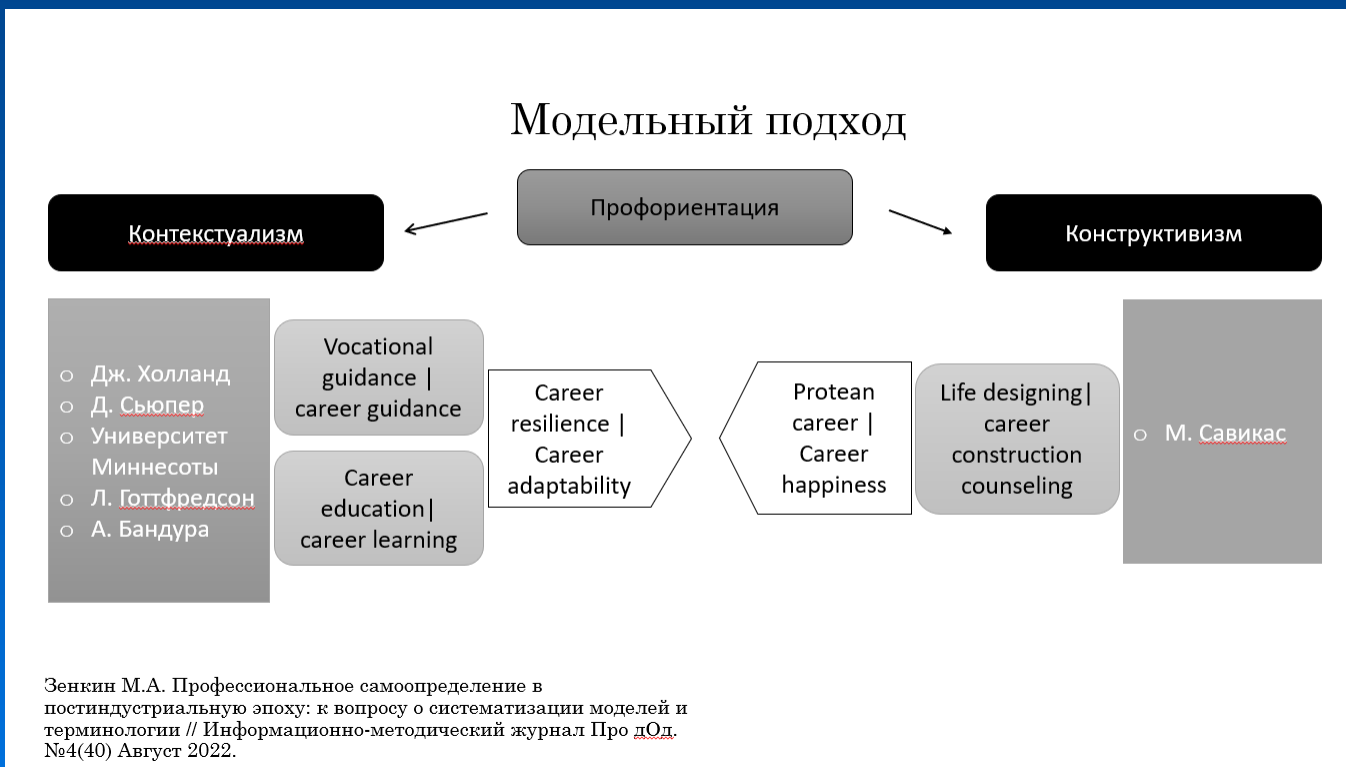 Модельный подход
Профориентация
Контекстуализм
Конструктивизм
Дж. Холланд
Д. Сьюпер
Университет
Миннесоты
Л. Готтфредсон
А. Бандура
Vocational
guidance |
career guidance
Career
education|
career learning
Career
resilience |
Career
adaptability
Protean
career |
Career
happiness
Life designing|
career
construction
counseling
М. Савикас
Зенкин М.А. Профессиональное самоопределение в
постиндустриальную эпоху: к вопросу о систематизации моделей и
терминологии // Информационно-методический журнал Про дОд.
№4(40) Август 2022.